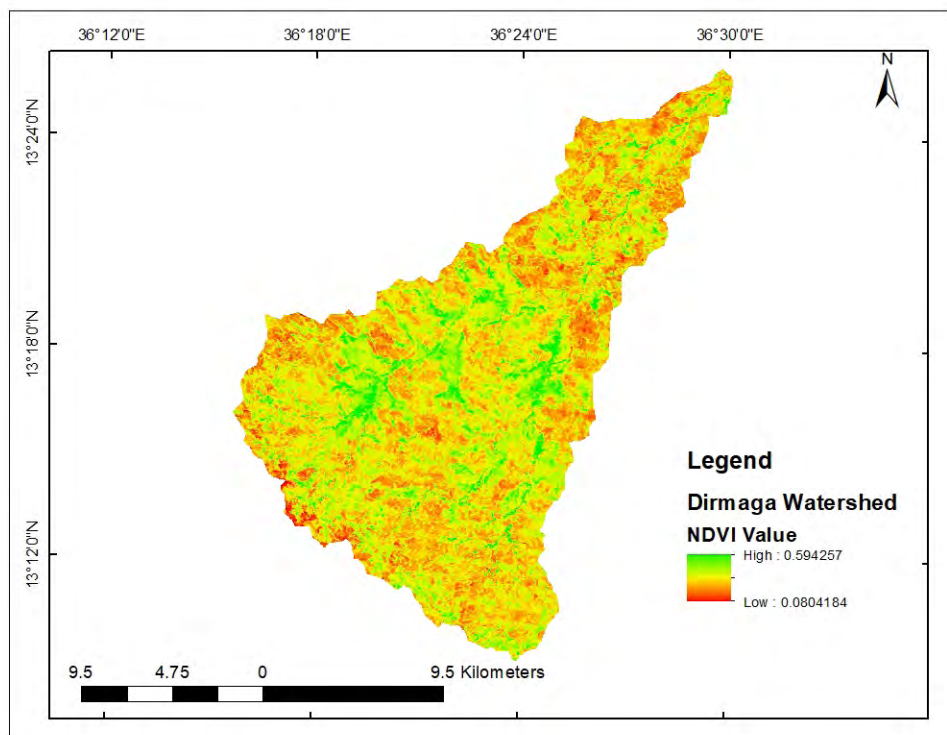 36°12'0"E 36°18'0"E 36°24'0"E 36°30'0"E
N
13°24'0"N
13°18'0"N
13°12'0"N
Legend
Dirmaga Watershed
NDVI Value
High : 0.594257
Low : 0.0804184
9.5 4.75 0 9.5 Kilometers